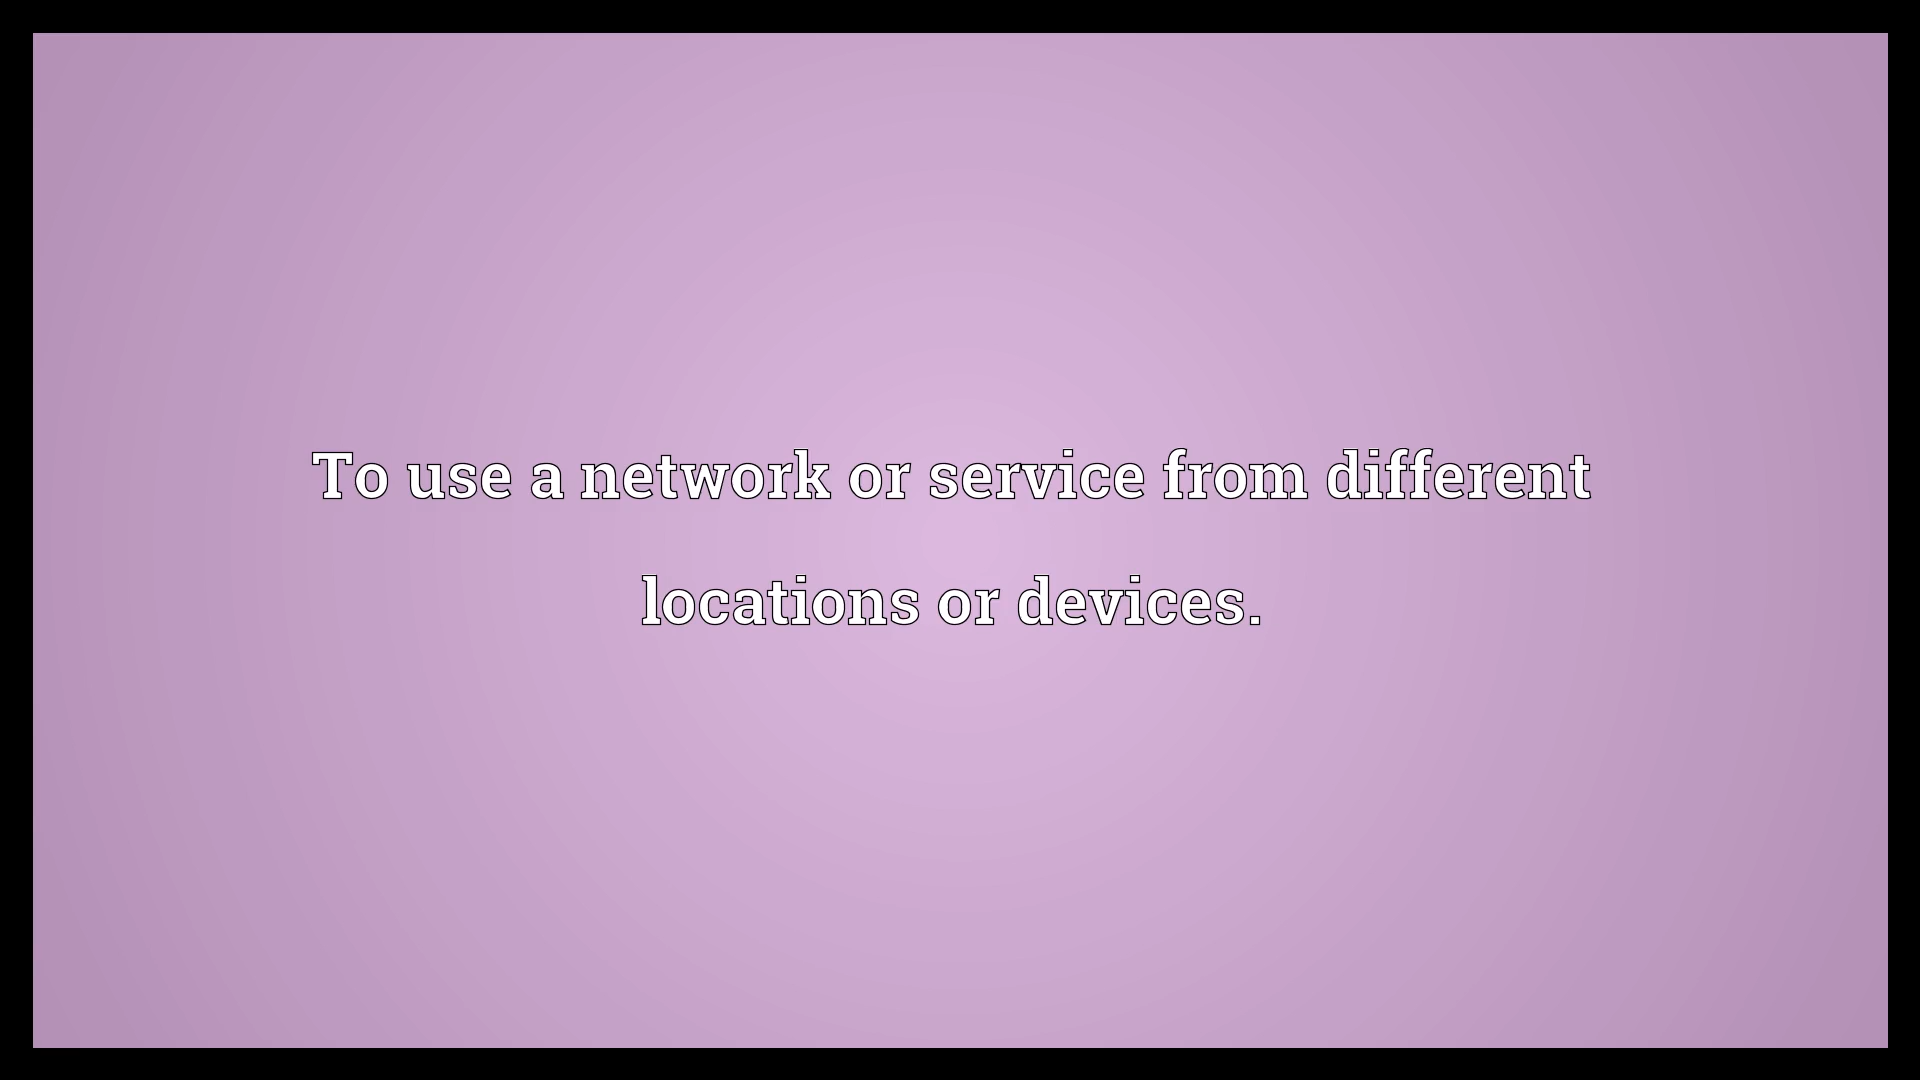 To use a network or service from different
locations or devices.